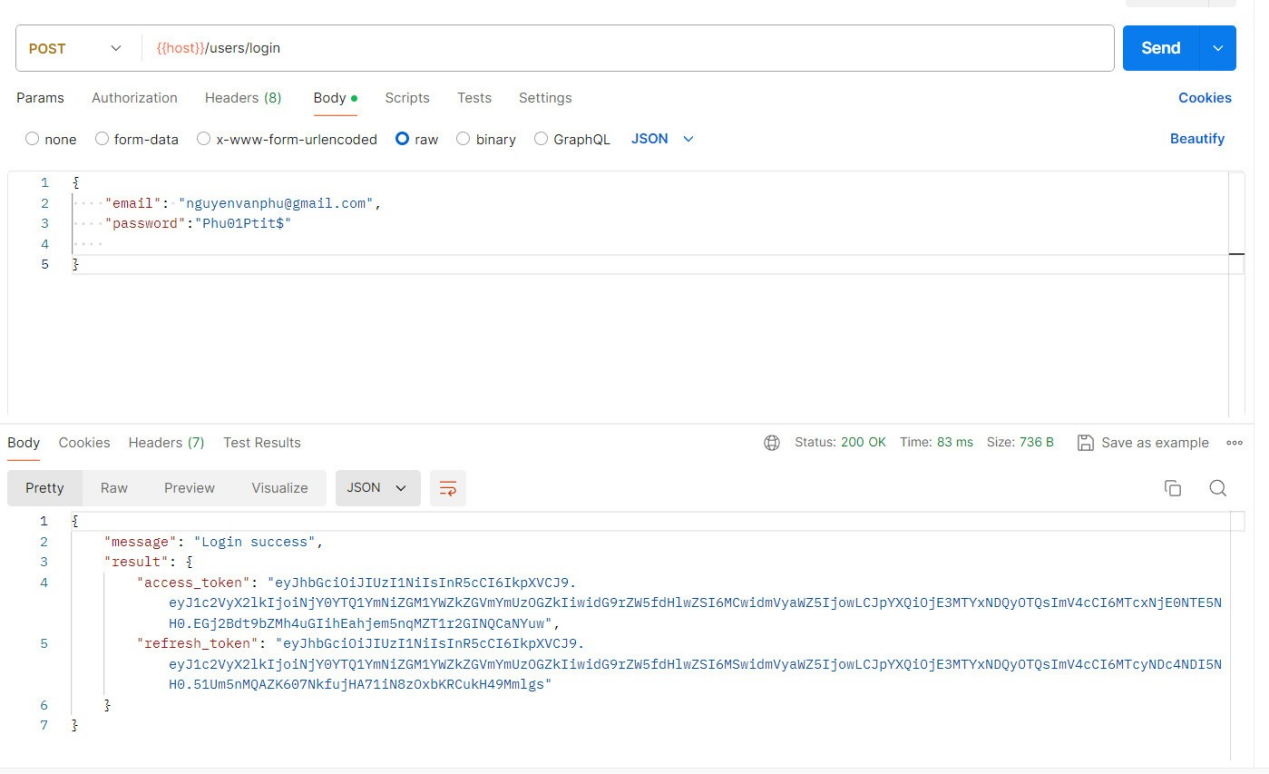 POST {{host}}/users/login Send
Params Authorization Headers (8) Body Scripts Tests Settings Cookies
none form-data x-www-form-urlencoded raw binary GraphQL JSON Beautify
1 {
2 "email": "nguyenvanphu@gmail.com",
3 "password":"Phu01Ptit$"
4
5 }
Body Cookies Headers (7) Test Results Status: 200 OK Time: 83 ms Size: 736 B Save as example
Pretty Raw Preview Visualize JSON
1 {
2 "message": "Login success",
3 "result": {
4 "access_token": "eyJhbGciOiJIUzI1NiIsInR5cCI6IkpXVCJ9.
eyJ1c2VyX2lkIjoiNjY0YTQ1YmNiZGM1YWZkZGVmYmUzOGZkIiwidG9rZW5fdHlwZSI6MCwidmVyaWZ5IjowLCJpYXQiOjE3MTYxNDQyOTQsImV4cCI6MTcxNjE0NTE5N
H0.EGj2Bdt9bZMh4uGIihEahjem5nqMZT1r2GINQCaNYuw",
5 "refresh_token": "eyJhbGciOiJIUzI1NiIsInR5cCI6IkpXVCJ9.
eyJ1c2VyX2lkIjoiNjY0YTQ1YmNiZGM1YWZkZGVmYmUzOGZkIiwidG9rZW5fdHlwZSI6MSwidmVyaWZ5IjowLCJpYXQiOjE3MTYxNDQyOTQsImV4cCI6MTcyNDc4NDI5N
H0.51Um5nMQAZK607NkfujHA71iN8zOxbKRCukH49Mmlgs"
6 }
7 }